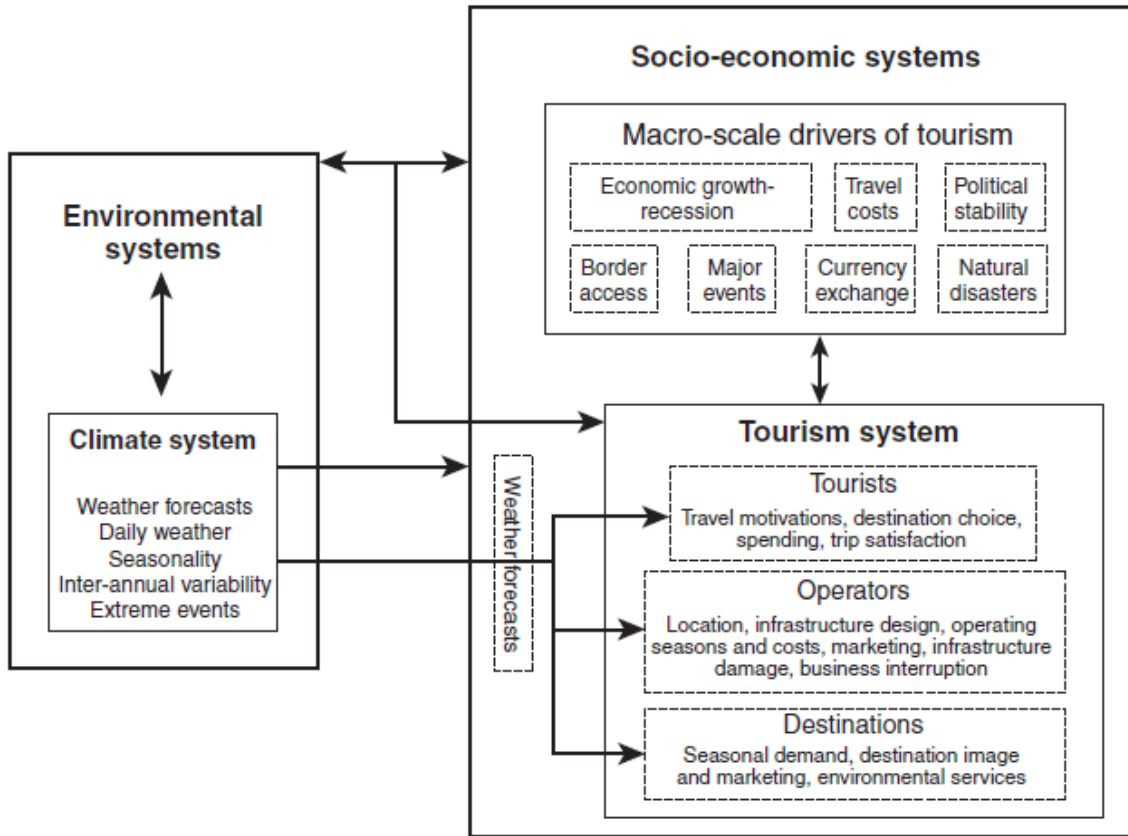 Socio-economic systems
Macro-scale drivers of tourism
Economic growth-
recession
Travel
costs
Political
stability
Border
access
Major
events
Currency
exchange
Natural
disasters
Environmental
systems
Climate system
Weather forecasts
Daily weather
Seasonality
Inter-annual variability
Extreme events
Weather forecasts
Tourism system
Tourists
Travel motivations, destination choice,
spending, trip satisfaction
Operators
Location, infrastructure design, operating
seasons and costs, marketing, infrastructure
damage, business interruption
Destinations
Seasonal demand, destination image
and marketing, environmental services